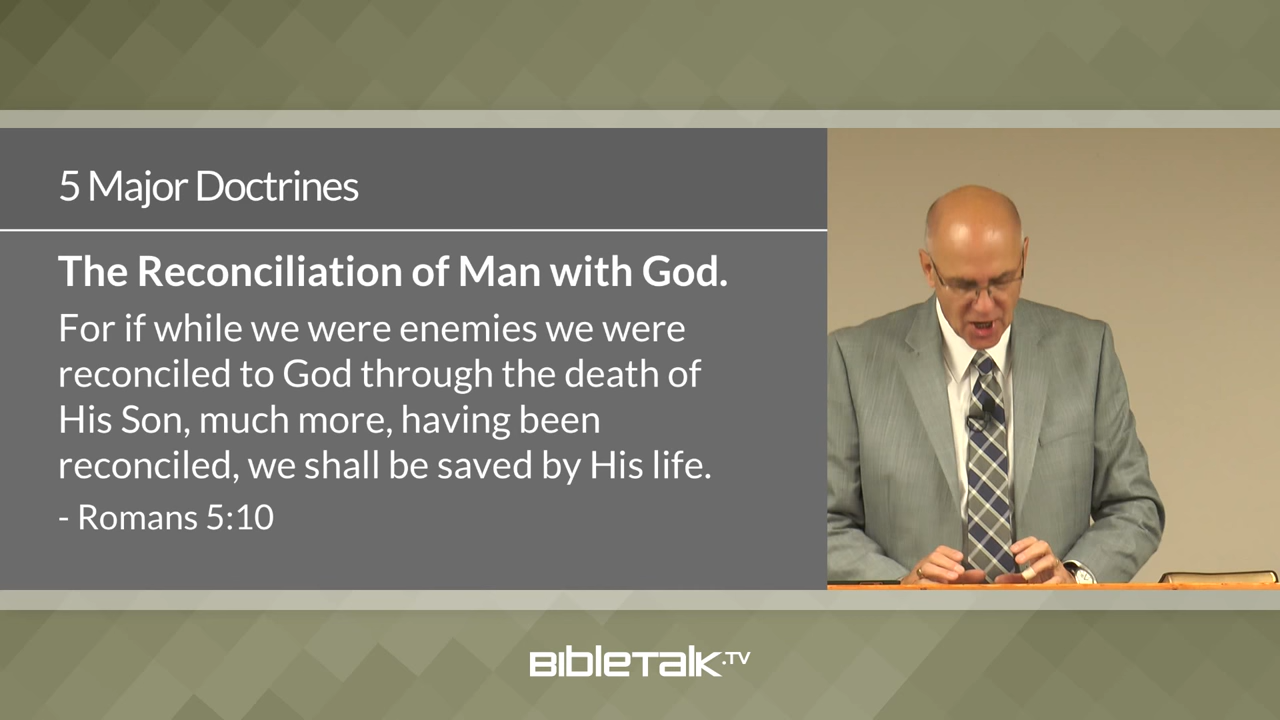 5 Major Doctrines
The Reconciliation of Man with God.
For if while we were enemies we were
reconciled to God through the death of
His Son, much more, having been
reconciled, we shall be saved by His life.
- Romans 5:10
BIBLETALK.TV